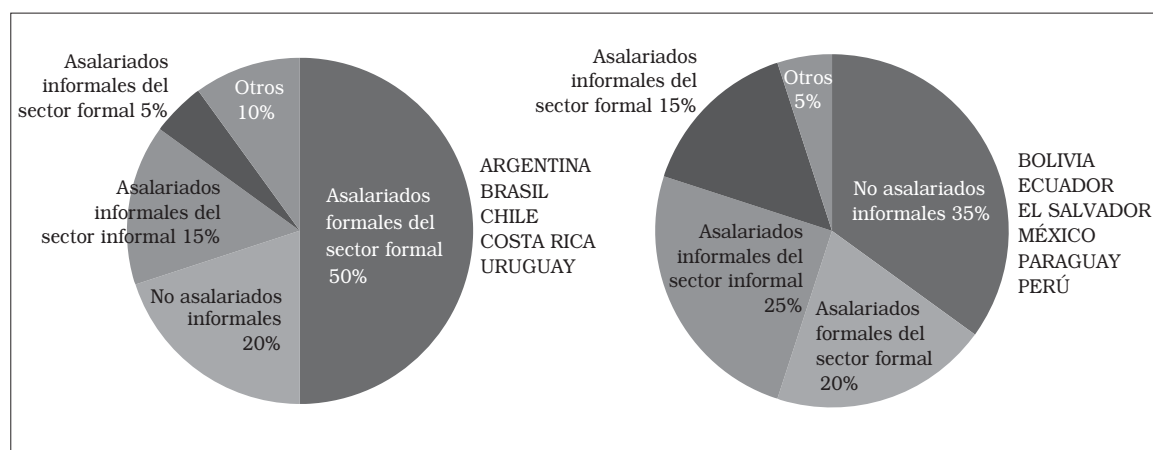 Asalariados
informales del
sector formal 5%
Otros
10%
Asalariados
formales del
sector formal
50%
Asalariados
informales del
sector informal 15%
No asalariados
informales
20%
ARGENTINA
BRASIL
CHILE
COSTA RICA
URUGUAY
Asalariados
informales del
sector formal 15%
Otros
5%
No asalariados
informales 35%
Asalariados
informales del
sector informal
25%
Asalariados
formales del
sector formal
20%
BOLIVIA
ECUADOR
EL SALVADOR
MÉXICO
PARAGUAY
PERÚ